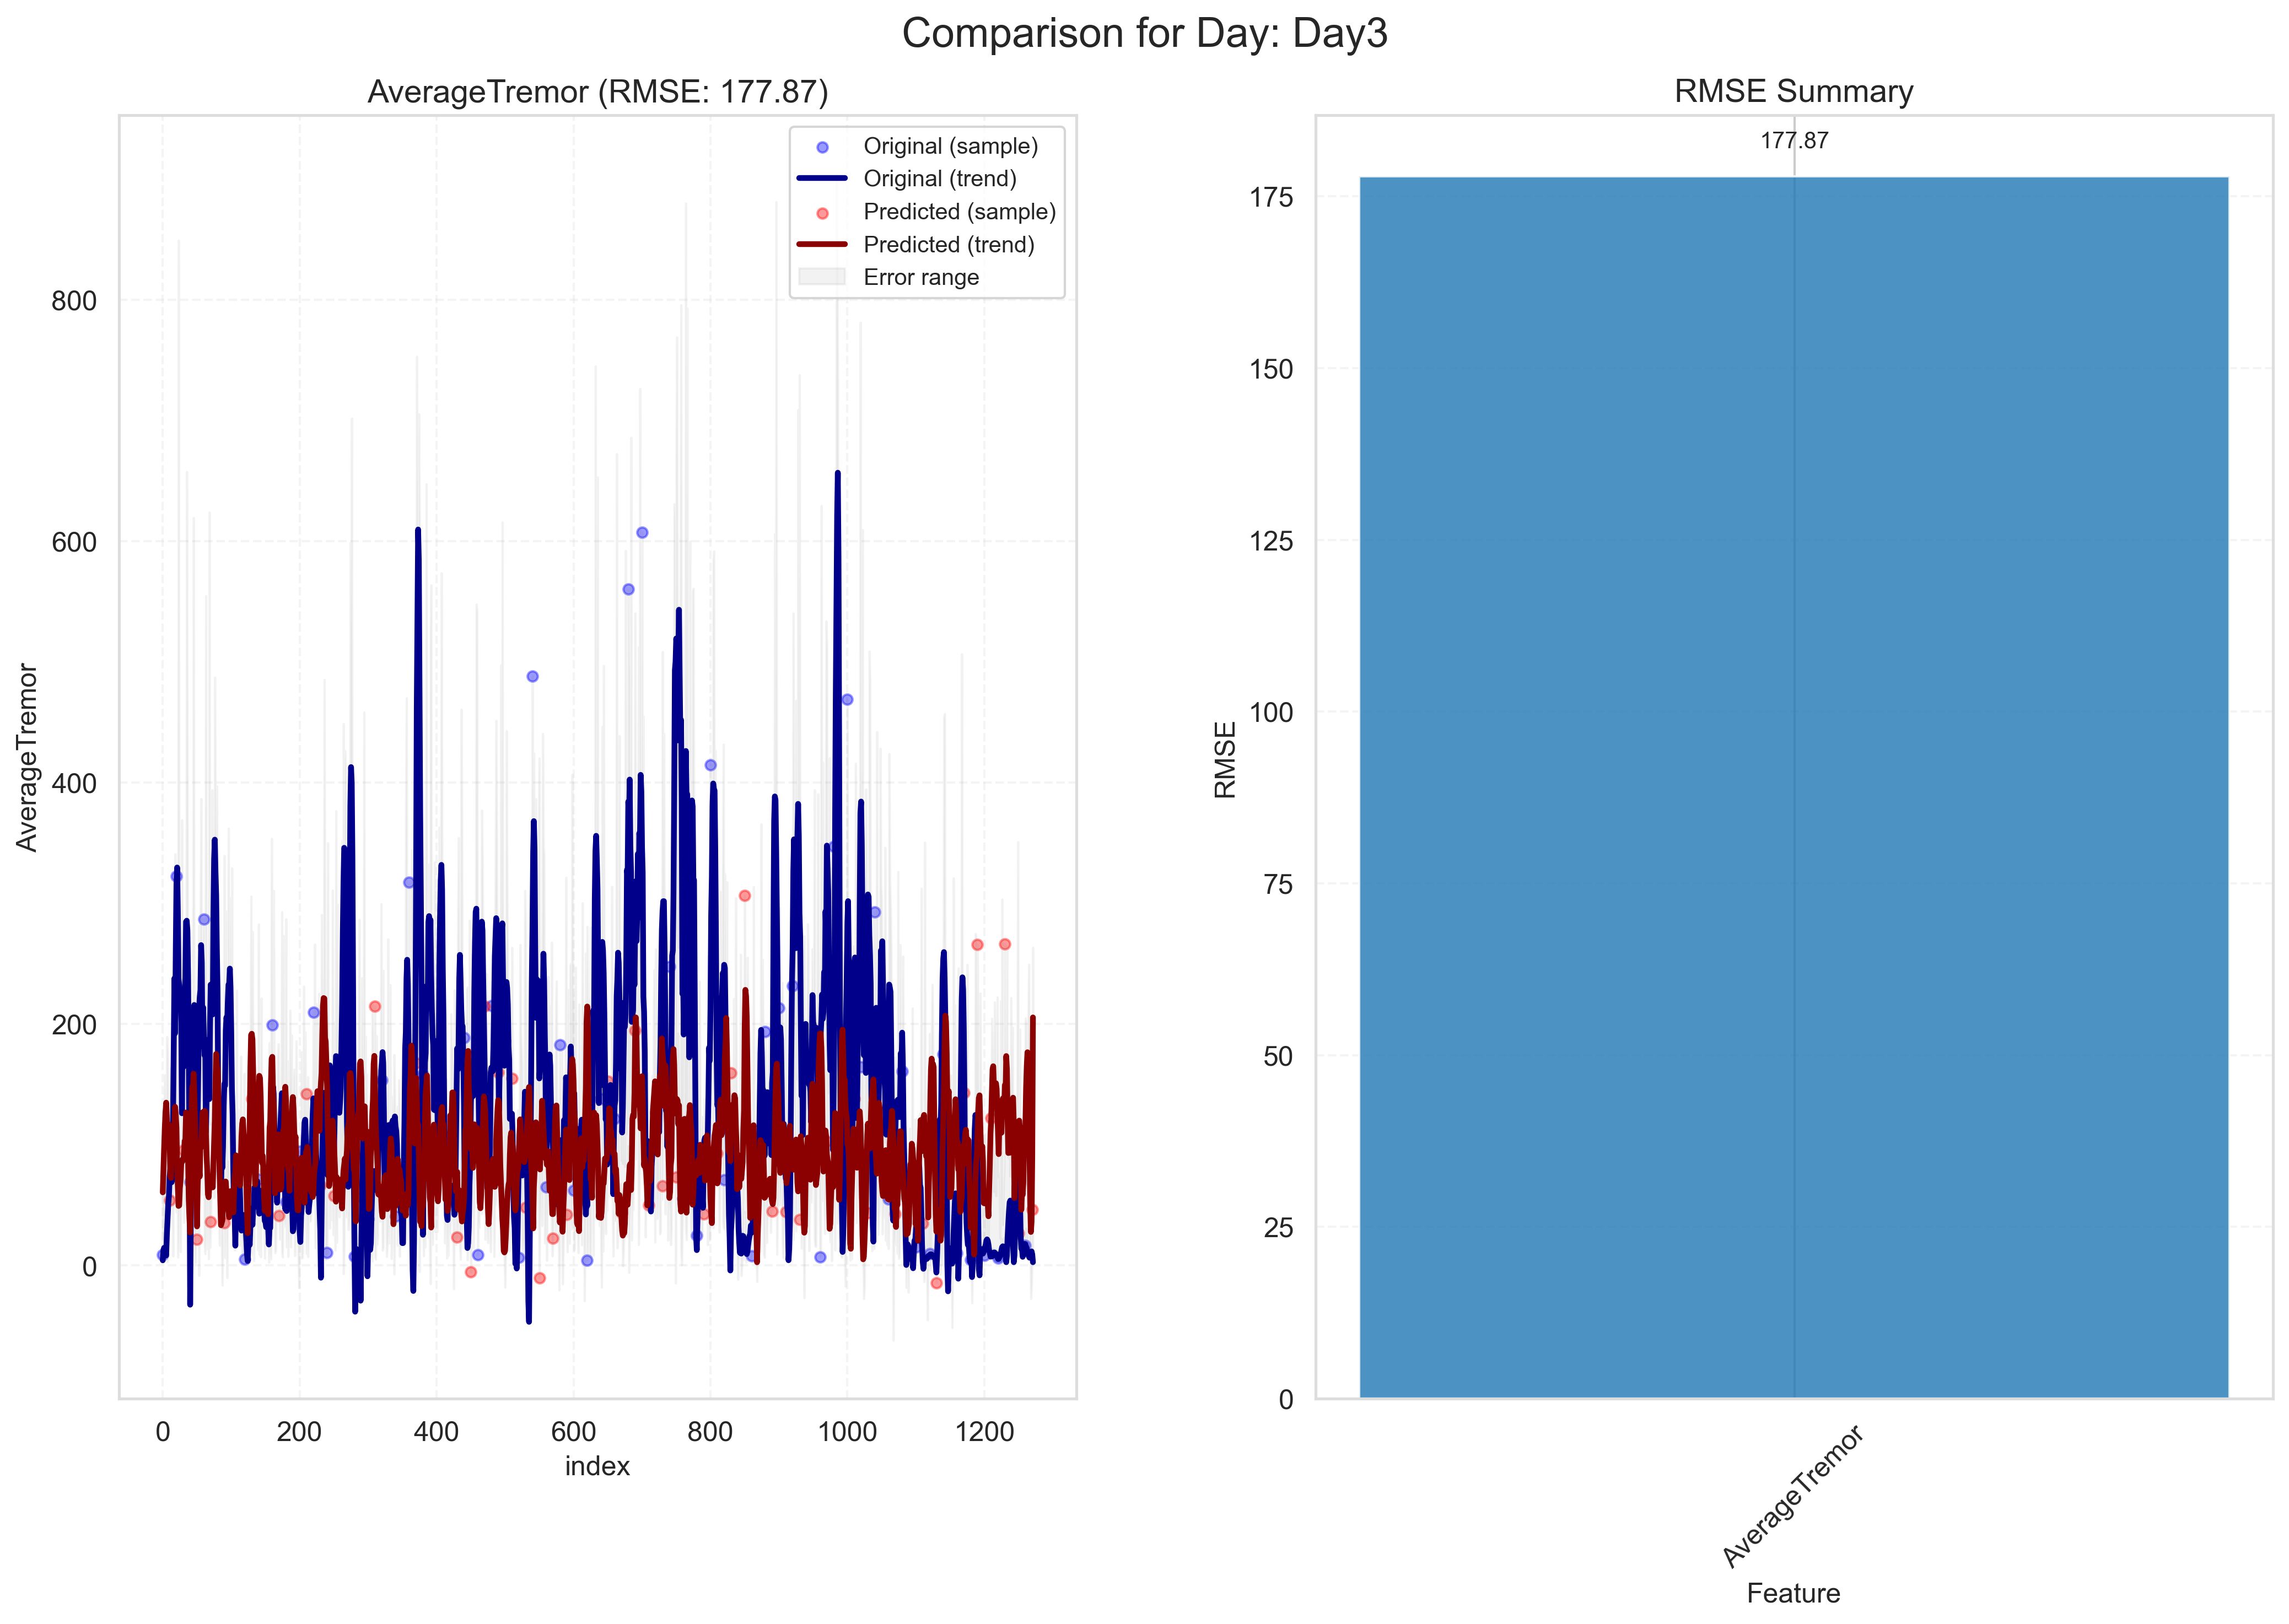 Comparison for Day: Day3
AverageTremor (RMSE: 177.87)
Original (sample)
Original (trend)
Predicted (sample)
Predicted (trend)
Error range
800
600
400
200
0
AverageTremor
0 200 400 600 800 1000 1200
index
RMSE Summary
177.87
175
150
125
100
75
50
25
0
RMSE
AverageTremor
Feature